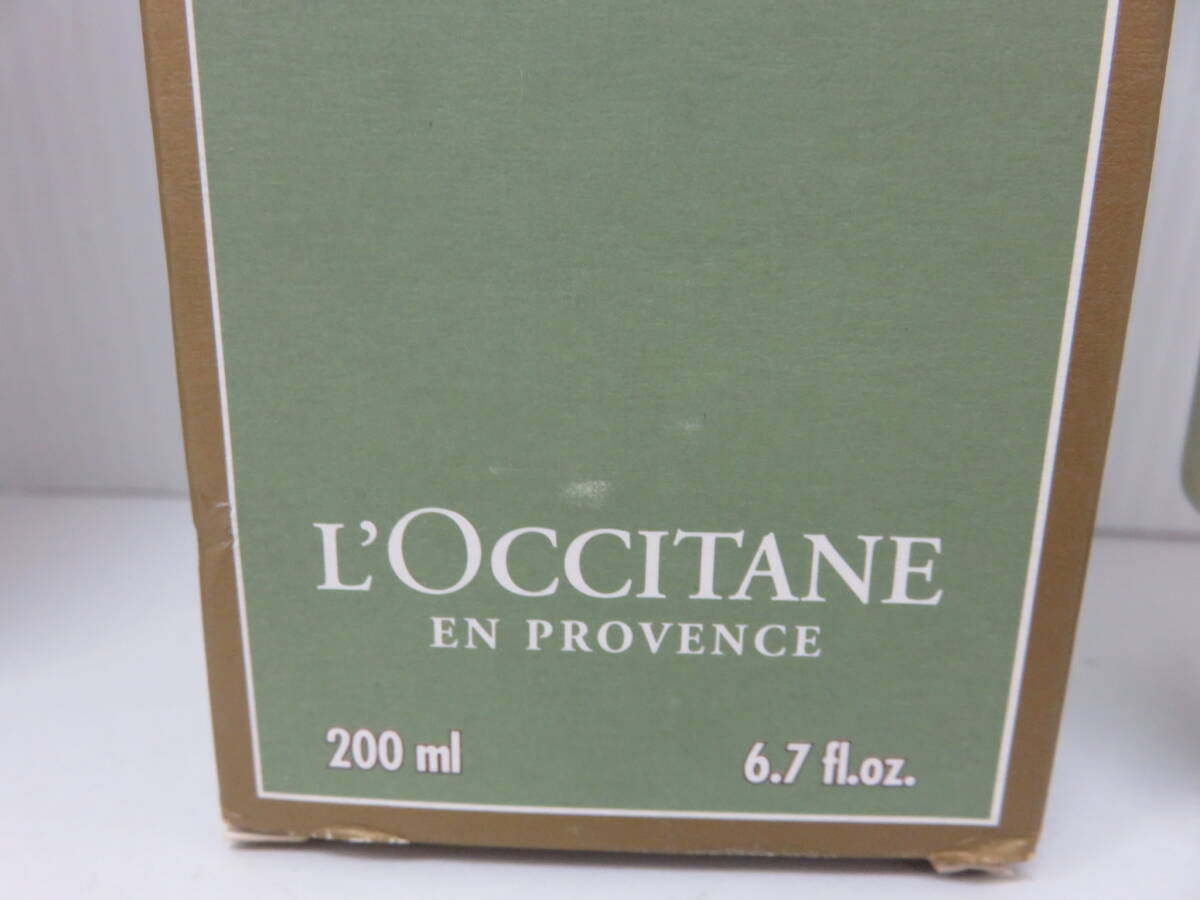 L'OCCITANE
EN PROVENCE
200 ml
6.7 fl.oz.